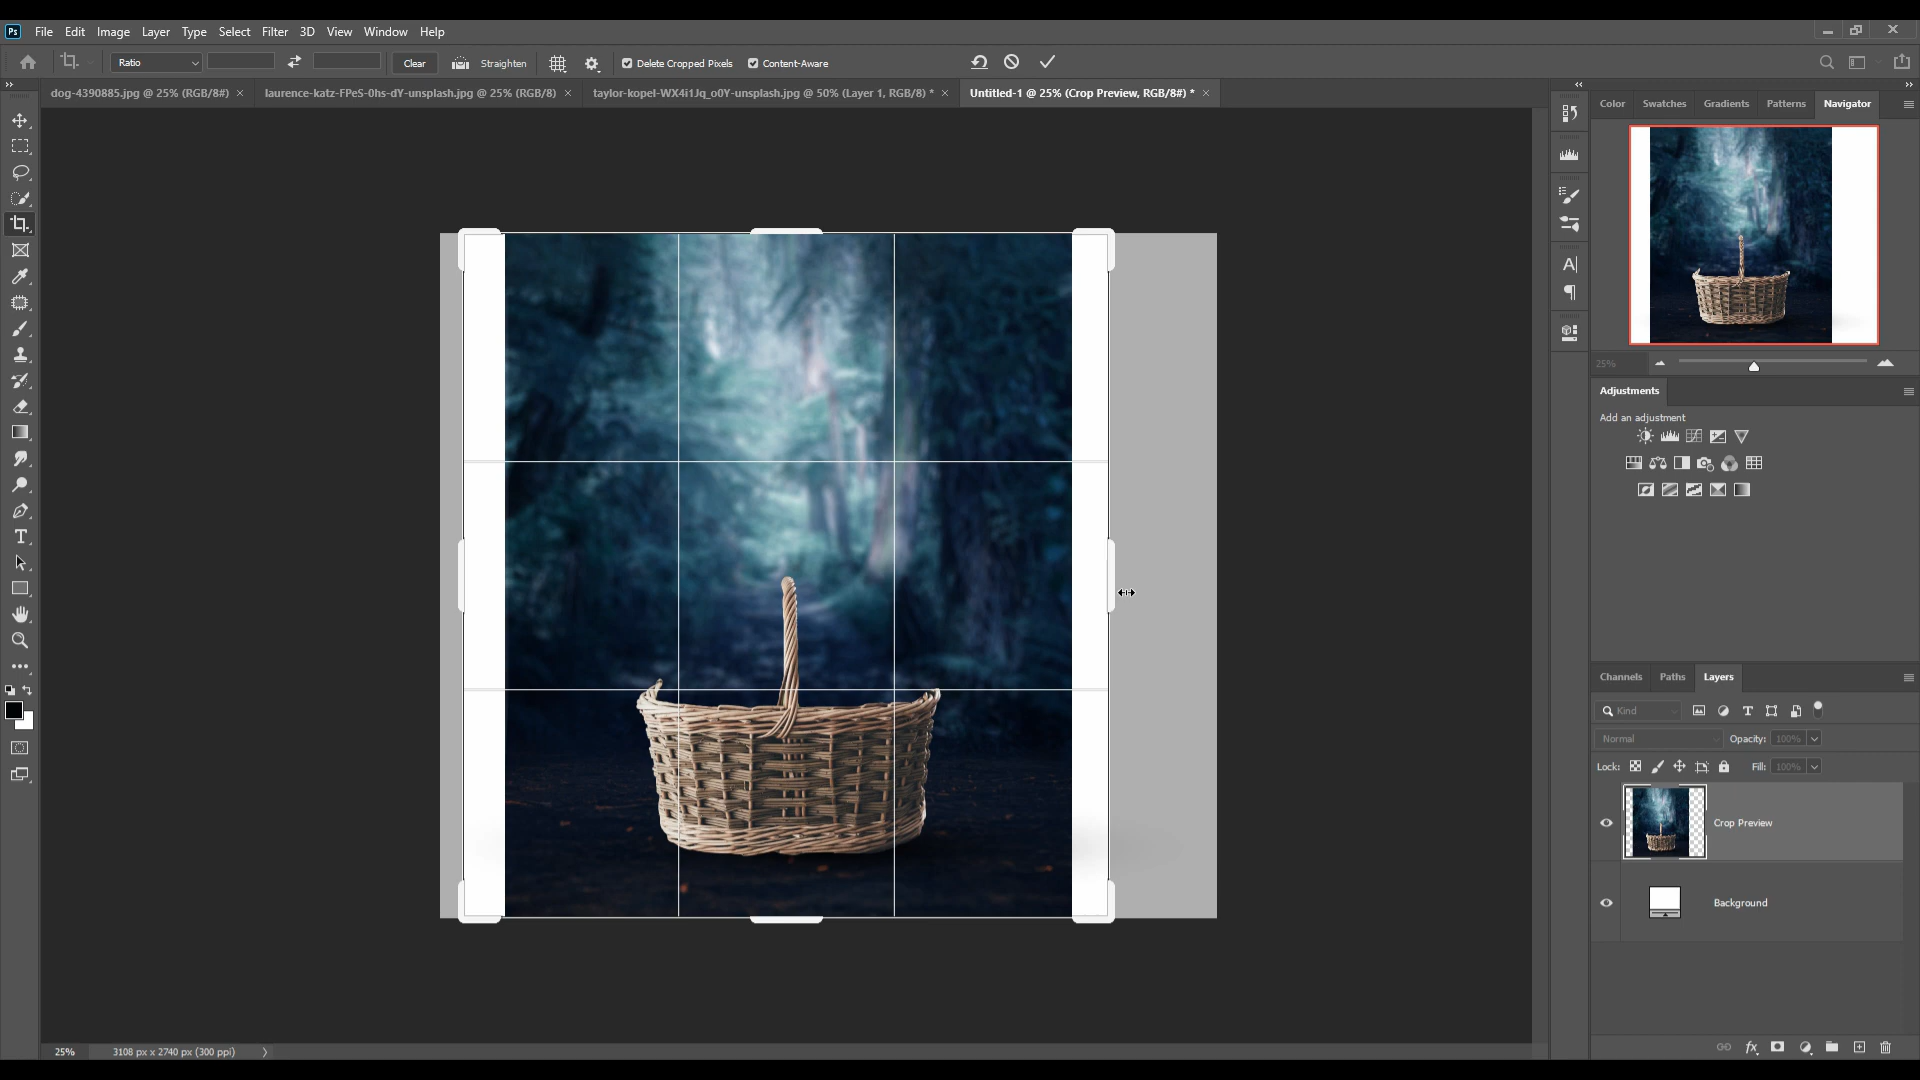 Ps File Edit Image Layer Type Select Filter 3D View Window Help
Ratio Clear Straighten Delete Cropped Pixels Content-Aware
dog-4390885.jpg @ 25% (RGB/8#) × laurence-katz-FPeS-0hs-dY-unsplash.jpg @ 25% (RGB/8) × taylor-kopel-WX4i1Jq_o0Y-unsplash.jpg @ 50% (Layer 1, RGB/8) * × Untitled-1 @ 25% (Crop Preview, RGB/8#) * ×
Color Swatches Gradients Patterns Navigator
25%
Adjustments
Add an adjustment
Channels Paths Layers
Kind
Normal Opacity: 100%
Lock: Fill: 100%
Crop Preview
Background
fx
25% 3108 px x 2740 px (300 ppi)